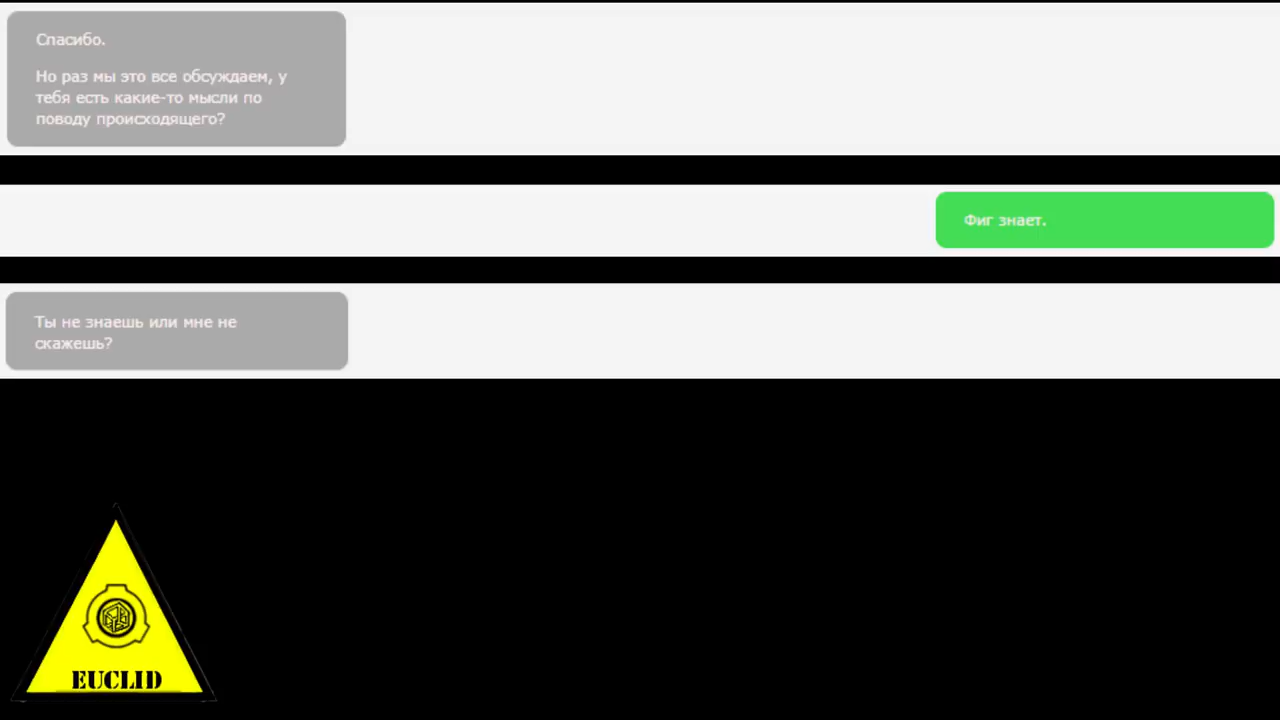 Спасибо.
Но раз мы это все обсуждаем, у
тебя есть какие-то мысли по
поводу происходящего?
Фиг знает.
Ты не знаешь или мне не
скажешь?
EUCLID